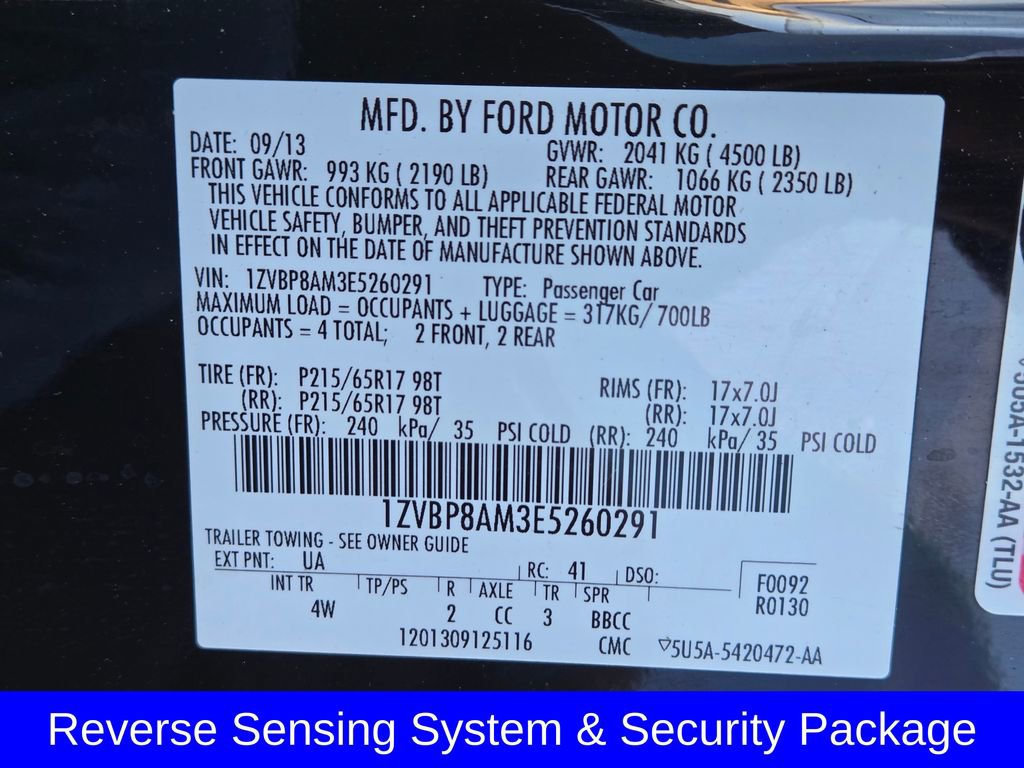 MFD. BY FORD MOTOR CO.
DATE: 09/13 GVWR: 2041 KG ( 4500 LB)
FRONT GAWR: 993 KG ( 2190 LB) REAR GAWR: 1066 KG ( 2350 LB)
THIS VEHICLE CONFORMS TO ALL APPLICABLE FEDERAL MOTOR
VEHICLE SAFETY, BUMPER, AND THEFT PREVENTION STANDARDS
IN EFFECT ON THE DATE OF MANUFACTURE SHOWN ABOVE.
VIN: 1ZVBP8AM3E5260291 TYPE: Passenger Car
MAXIMUM LOAD = OCCUPANTS + LUGGAGE = 317KG/ 700LB
OCCUPANTS = 4 TOTAL; 2 FRONT, 2 REAR
TIRE (FR): P215/65R17 98T RIMS (FR): 17x7.0J
(RR): P215/65R17 98T (RR): 17x7.0J
PRESSURE (FR): 240 kPa/ 35 PSI COLD (RR): 240 kPa/ 35 PSI COLD
1ZVBP8AM3E5260291
TRAILER TOWING - SEE OWNER GUIDE
EXT PNT: UA RC: 41 DSO:
INT TR TP/PS R AXLE TR SPR F0092
4W 2 CC 3 BBCC R0130
1201309125116 CMC 5U5A-5420472-AA
1532-AA (TLU)
Reverse Sensing System & Security Package